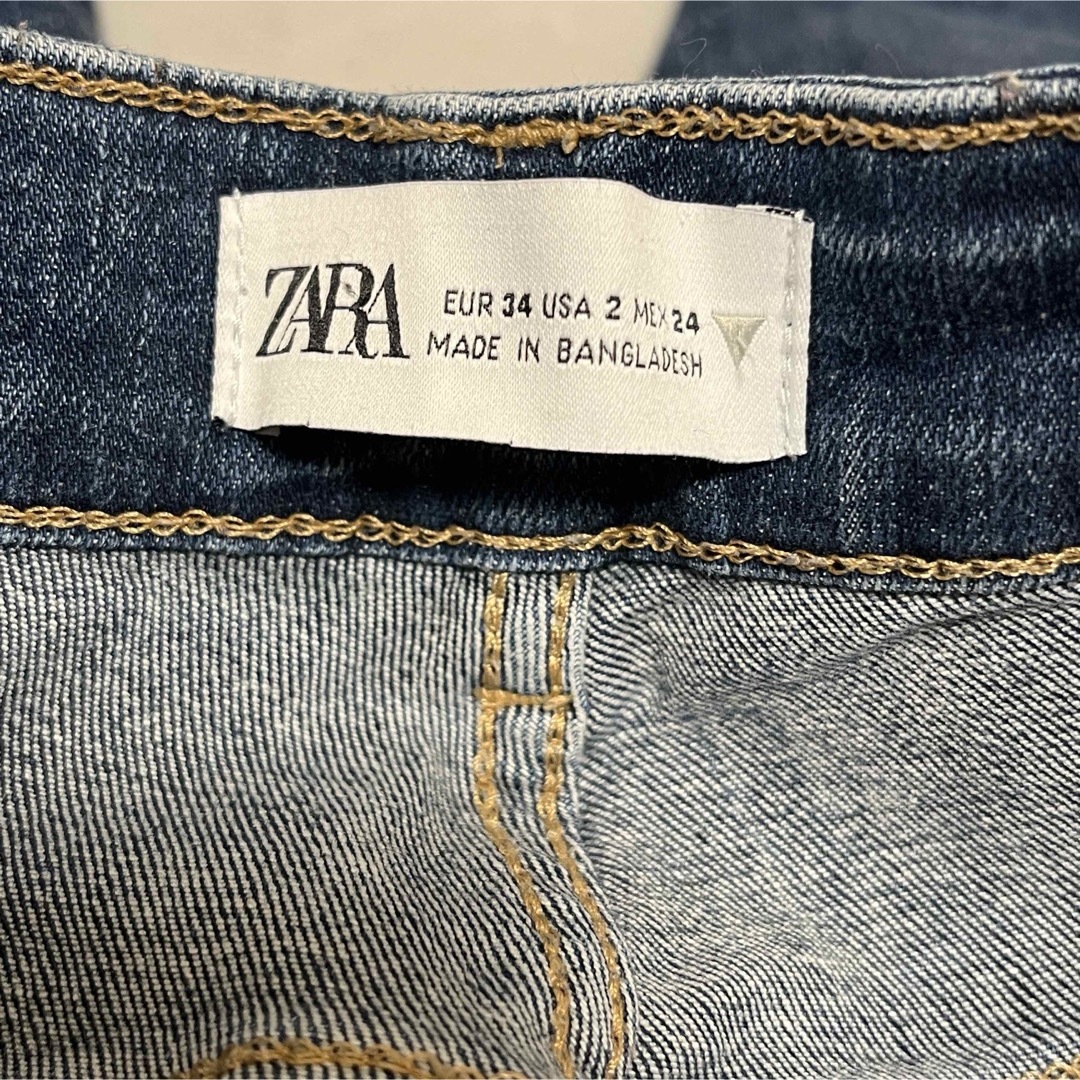 ZARA
EUR 34 USA 2 MEX 24
MADE IN BANGLADESH